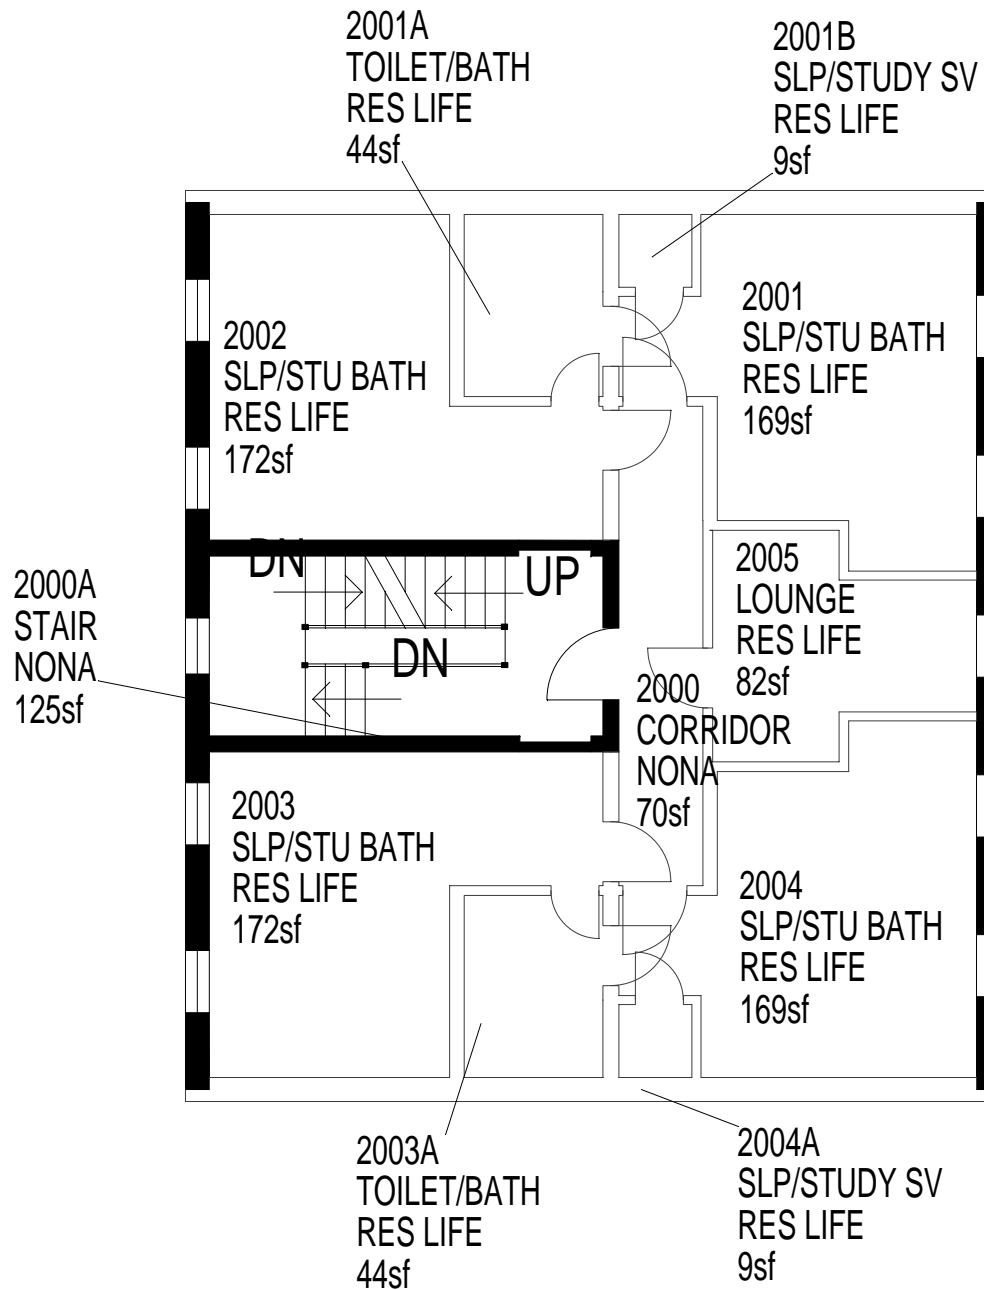 2001A
TOILET/BATH
RES LIFE
44sf
2001B
SLP/STUDY SV
RES LIFE
9sf
2002
SLP/STU BATH
RES LIFE
172sf
2001
SLP/STU BATH
RES LIFE
169sf
DN
UP
DN
2000A
STAIR
NONA
125sf
2005
LOUNGE
RES LIFE
82sf
2000
CORRIDOR
NONA
70sf
2003
SLP/STU BATH
RES LIFE
172sf
2004
SLP/STU BATH
RES LIFE
169sf
2003A
TOILET/BATH
RES LIFE
44sf
2004A
SLP/STUDY SV
RES LIFE
9sf